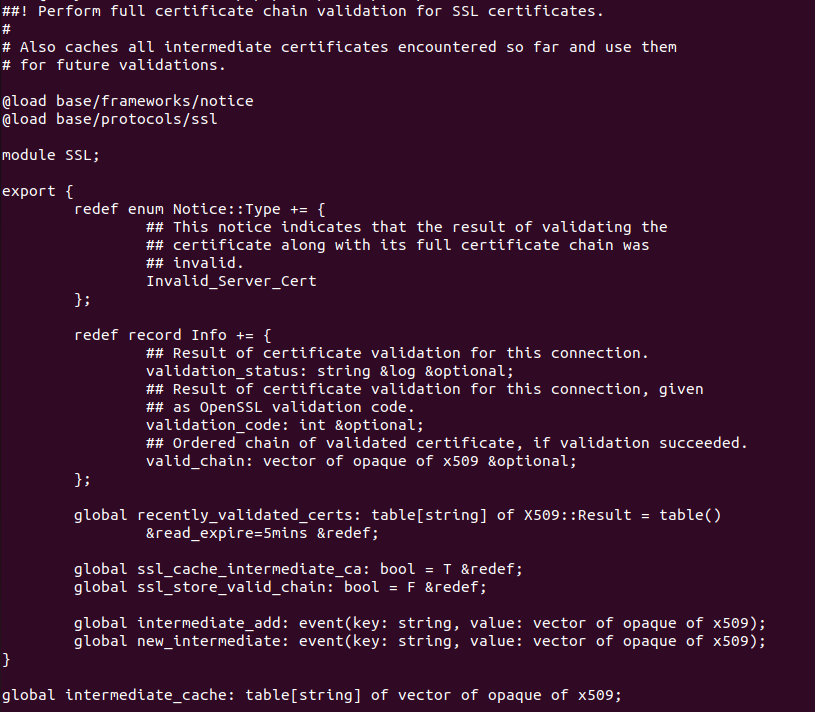 ##! Perform full certificate chain validation for SSL certificates.
#
# Also caches all intermediate certificates encountered so far and use them
# for future validations.

@load base/frameworks/notice
@load base/protocols/ssl

module SSL;

export {
        redef enum Notice::Type += {
                ## This notice indicates that the result of validating the
                ## certificate along with its full certificate chain was
                ## invalid.
                Invalid_Server_Cert
        };

        redef record Info += {
                ## Result of certificate validation for this connection.
                validation_status: string &log &optional;
                ## Result of certificate validation for this connection, given
                ## as OpenSSL validation code.
                validation_code: int &optional;
                ## Ordered chain of validated certificate, if validation succeeded.
                valid_chain: vector of opaque of x509 &optional;
        };

        global recently_validated_certs: table[string] of X509::Result = table()
                &read_expire=5mins &redef;

        global ssl_cache_intermediate_ca: bool = T &redef;
        global ssl_store_valid_chain: bool = F &redef;

        global intermediate_add: event(key: string, value: vector of opaque of x509);
        global new_intermediate: event(key: string, value: vector of opaque of x509);
}

global intermediate_cache: table[string] of vector of opaque of x509;